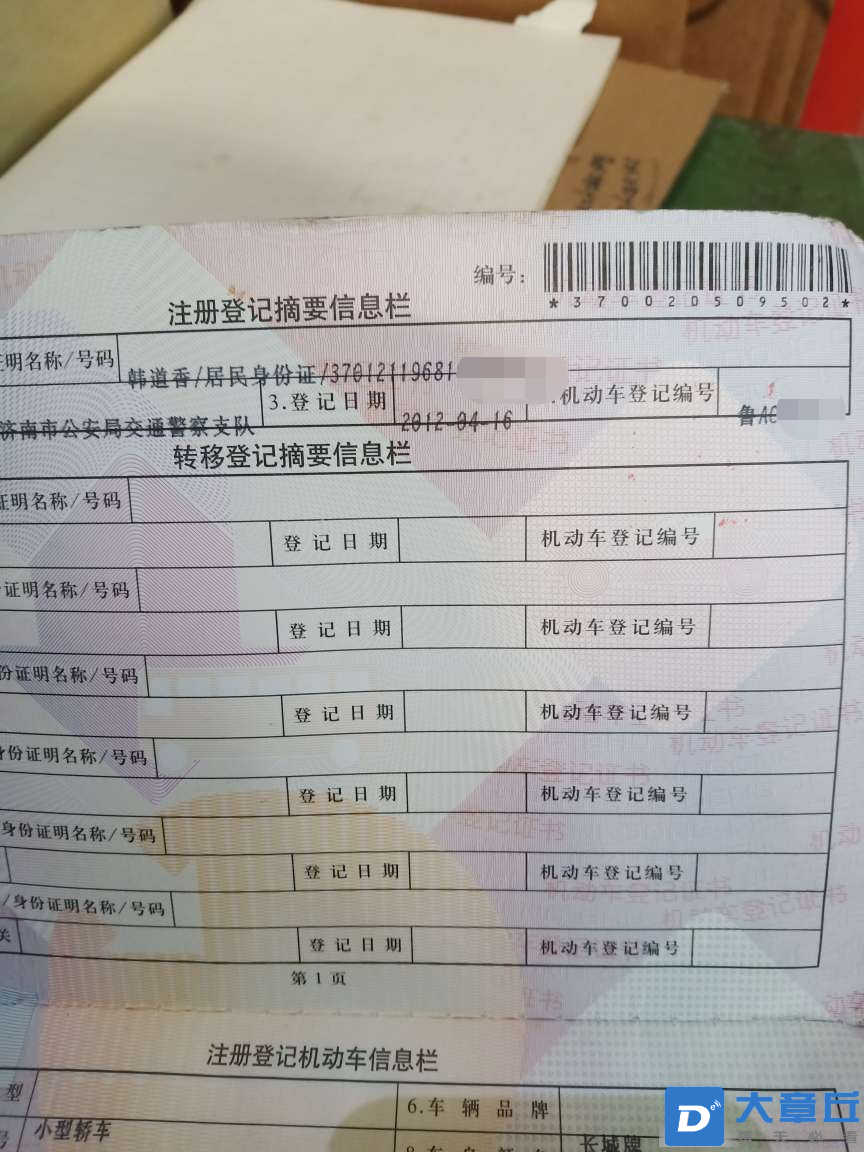 编号：
*370020509502*
注册登记摘要信息栏
证明名称/号码 韩道香/居民身份证/37012119681
济南市公安局交通警察支队 3.登记日期 2012-04-16 机动车登记编号 鲁AC
转移登记摘要信息栏
证明名称/号码
登记日期 机动车登记编号
证明名称/号码
登记日期 机动车登记编号
份证明名称/号码
登记日期 机动车登记编号
身份证明名称/号码
登记日期 机动车登记编号
身份证明名称/号码
登记日期 机动车登记编号
/身份证明名称/号码
关 登记日期 机动车登记编号
第1页
注册登记机动车信息栏
型 小型轿车 6.车辆品牌 长城牌
大章丘